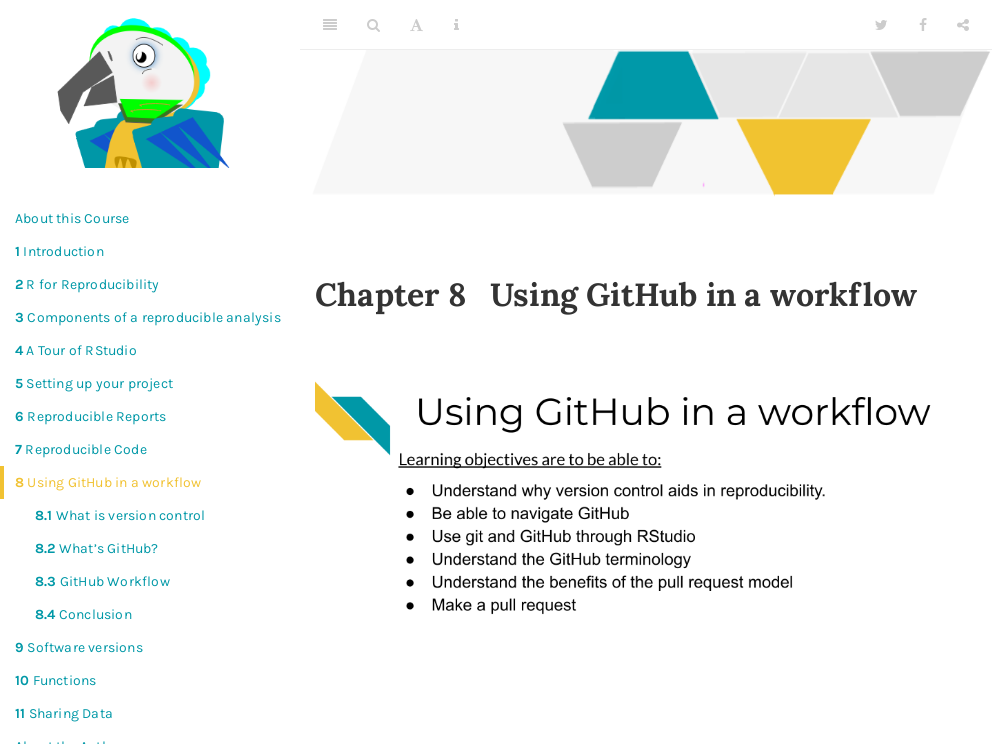 About this Course
1 Introduction
2 R for Reproducibility
3 Components of a reproducible analysis
4 A Tour of RStudio
5 Setting up your project
6 Reproducible Reports
7 Reproducible Code
8 Using GitHub in a workflow
8.1 What is version control
8.2 What's GitHub?
8.3 GitHub Workflow
8.4 Conclusion
9 Software versions
10 Functions
11 Sharing Data
A
Chapter 8 Using GitHub in a workflow
Using GitHub in a workflow
Learning objectives are to be able to:
● Understand why version control aids in reproducibility.
● Be able to navigate GitHub
● Use git and GitHub through RStudio
● Understand the GitHub terminology
● Understand the benefits of the pull request model
● Make a pull request